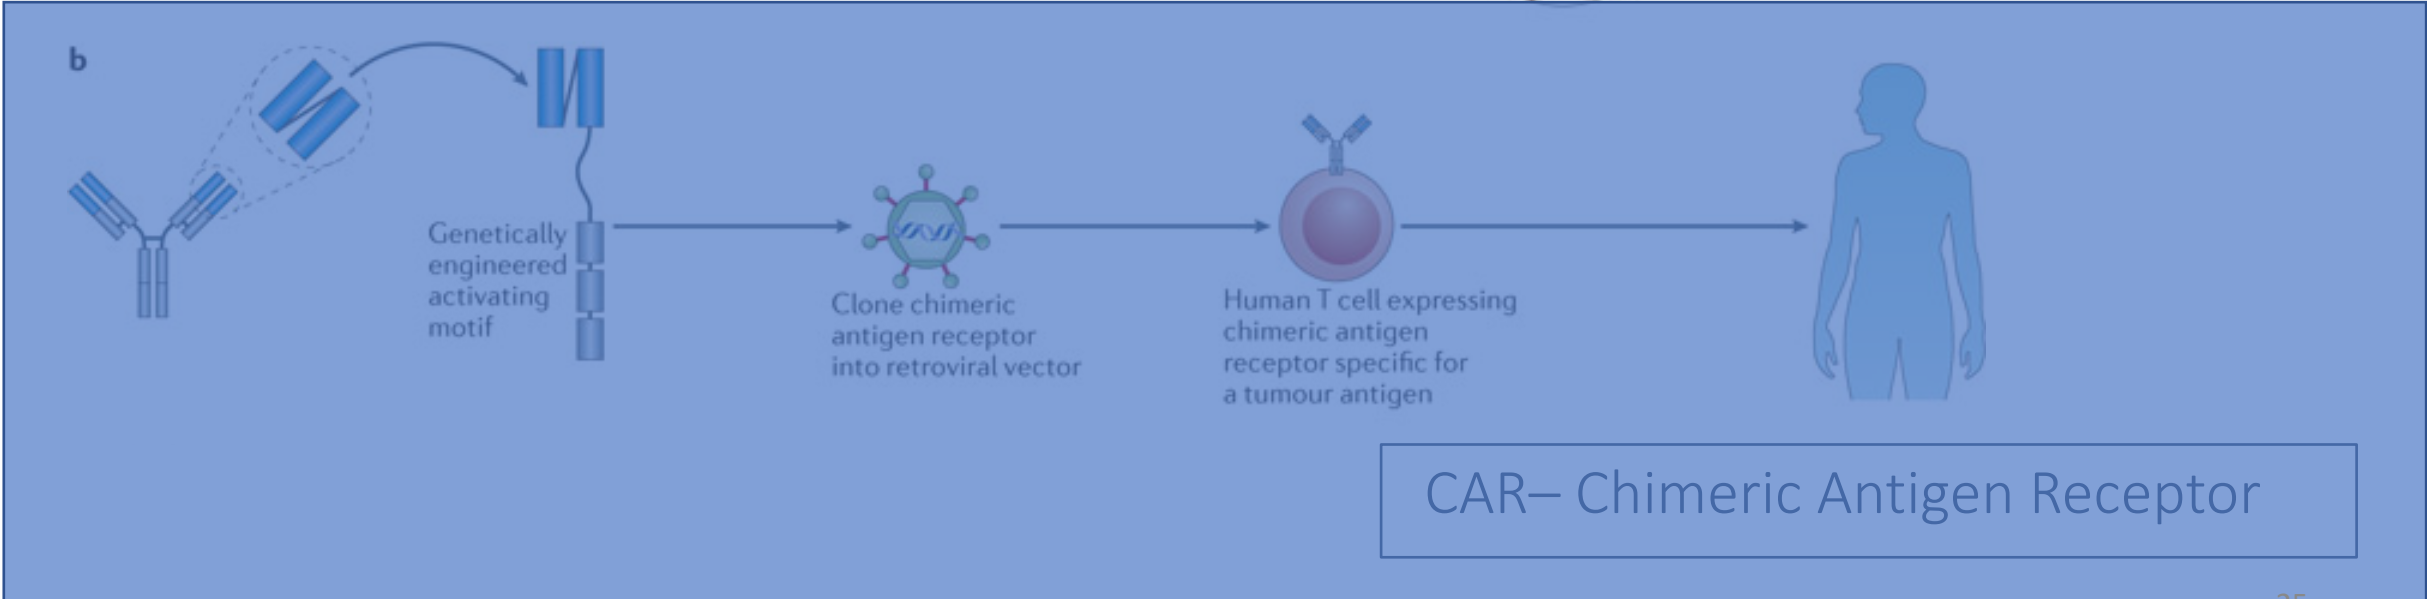 b
Genetically
engineered
activating
motif
Clone chimeric
antigen receptor
into retroviral vector
Human T cell expressing
chimeric antigen
receptor specific for
a tumour antigen
CAR– Chimeric Antigen Receptor